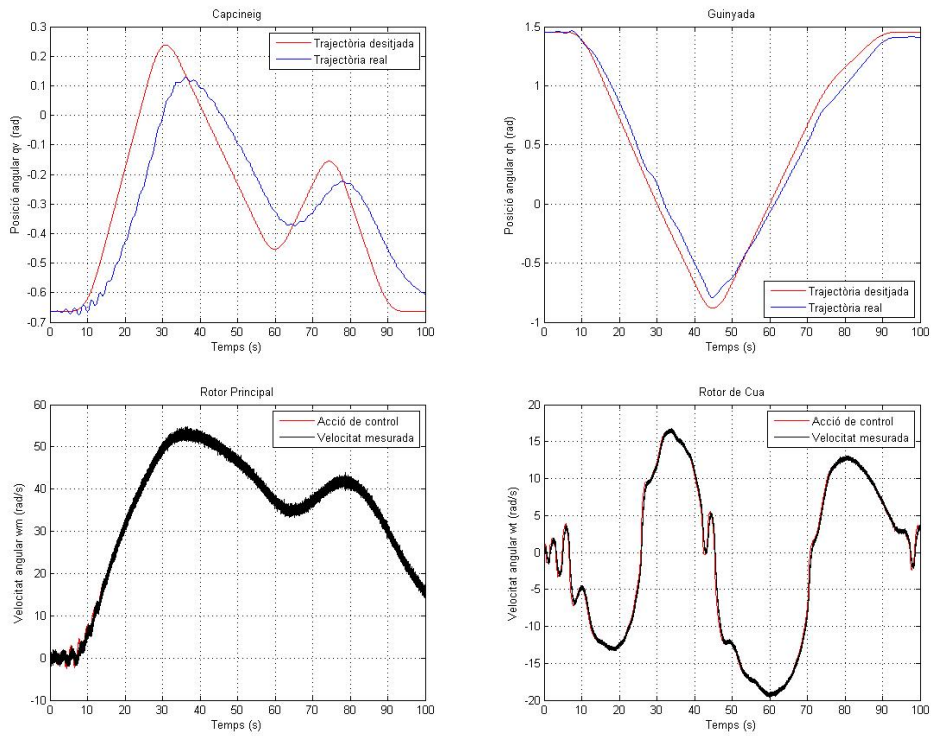 Capcineig
0.3
0.2
0.1
0
-0.1
-0.2
-0.3
-0.4
-0.5
-0.6
-0.7
Posició angular qv (rad)
Trajectòria desitjada
Trajectòria real
0 10 20 30 40 50 60 70 80 90 100
Temps (s)
Guinyada
1.5
1
0.5
0
-0.5
-1
Posició angular qh (rad)
Trajectòria desitjada
Trajectòria real
0 10 20 30 40 50 60 70 80 90 100
Temps (s)
Rotor Principal
60
50
40
30
20
10
0
-10
Velocitat angular wm (rad/s)
Acció de control
Velocitat mesurada
0 10 20 30 40 50 60 70 80 90 100
Temps (s)
Rotor de Cua
20
15
10
5
0
-5
-10
-15
-20
Velocitat angular wt (rad/s)
Acció de control
Velocitat mesurada
0 10 20 30 40 50 60 70 80 90 100
Temps (s)